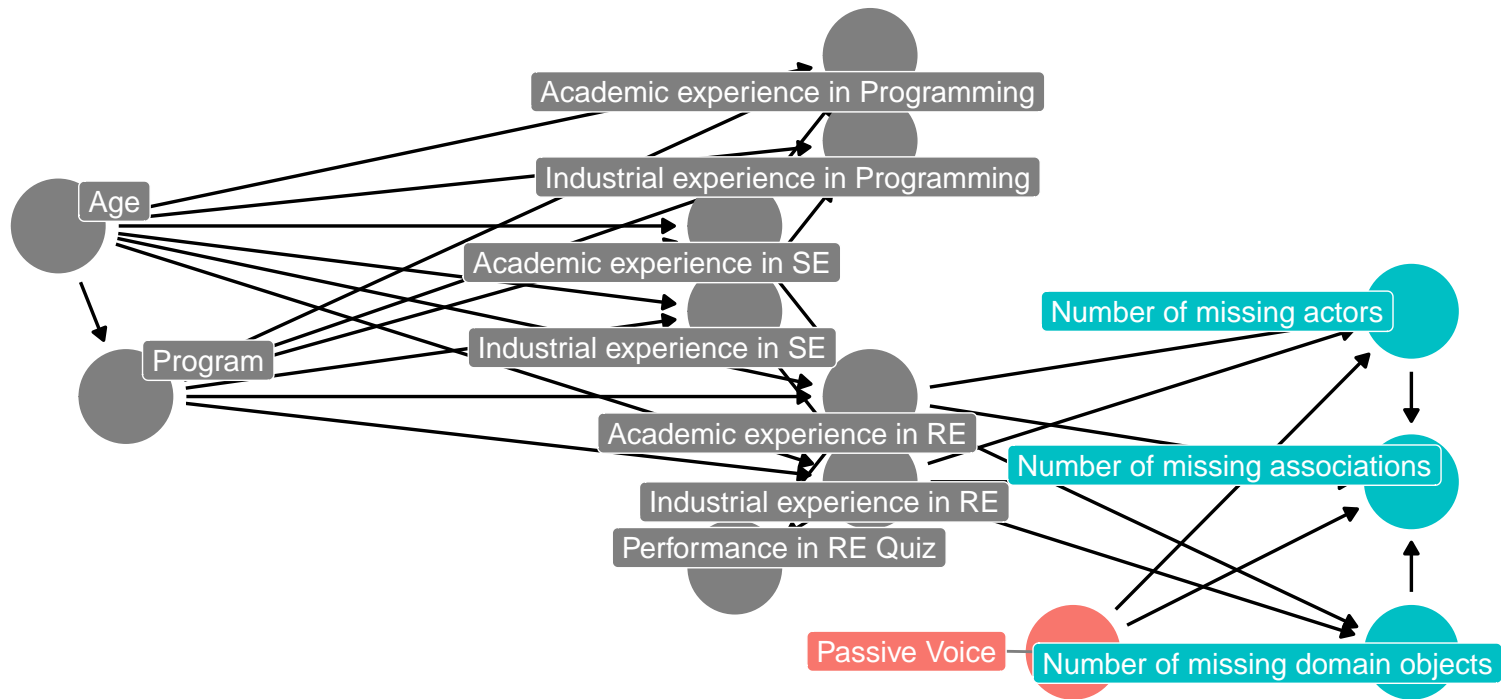 Academic experience in Programming
Industrial experience in Programming
Age
Academic experience in SE
Number of missing actors
Industrial experience in SE
Program
Academic experience in RE
Number of missing associations
Industrial experience in RE
Performance in RE Quiz
Passive Voice
Number of missing domain objects